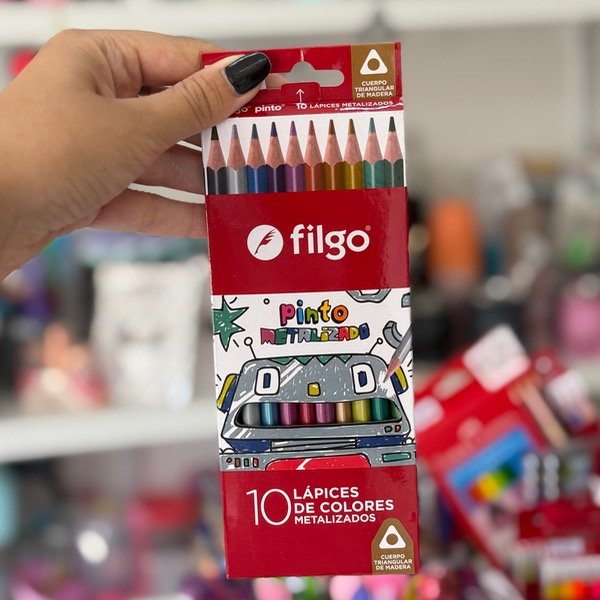 CUERPO
TRIANGULAR
DE MADERA
pinto
10 LÁPICES METALIZADOS
filgo®
pinto
METALIZADO
10 LÁPICES
DE COLORES
METALIZADOS
CUERPO
TRIANGULAR
DE MADERA